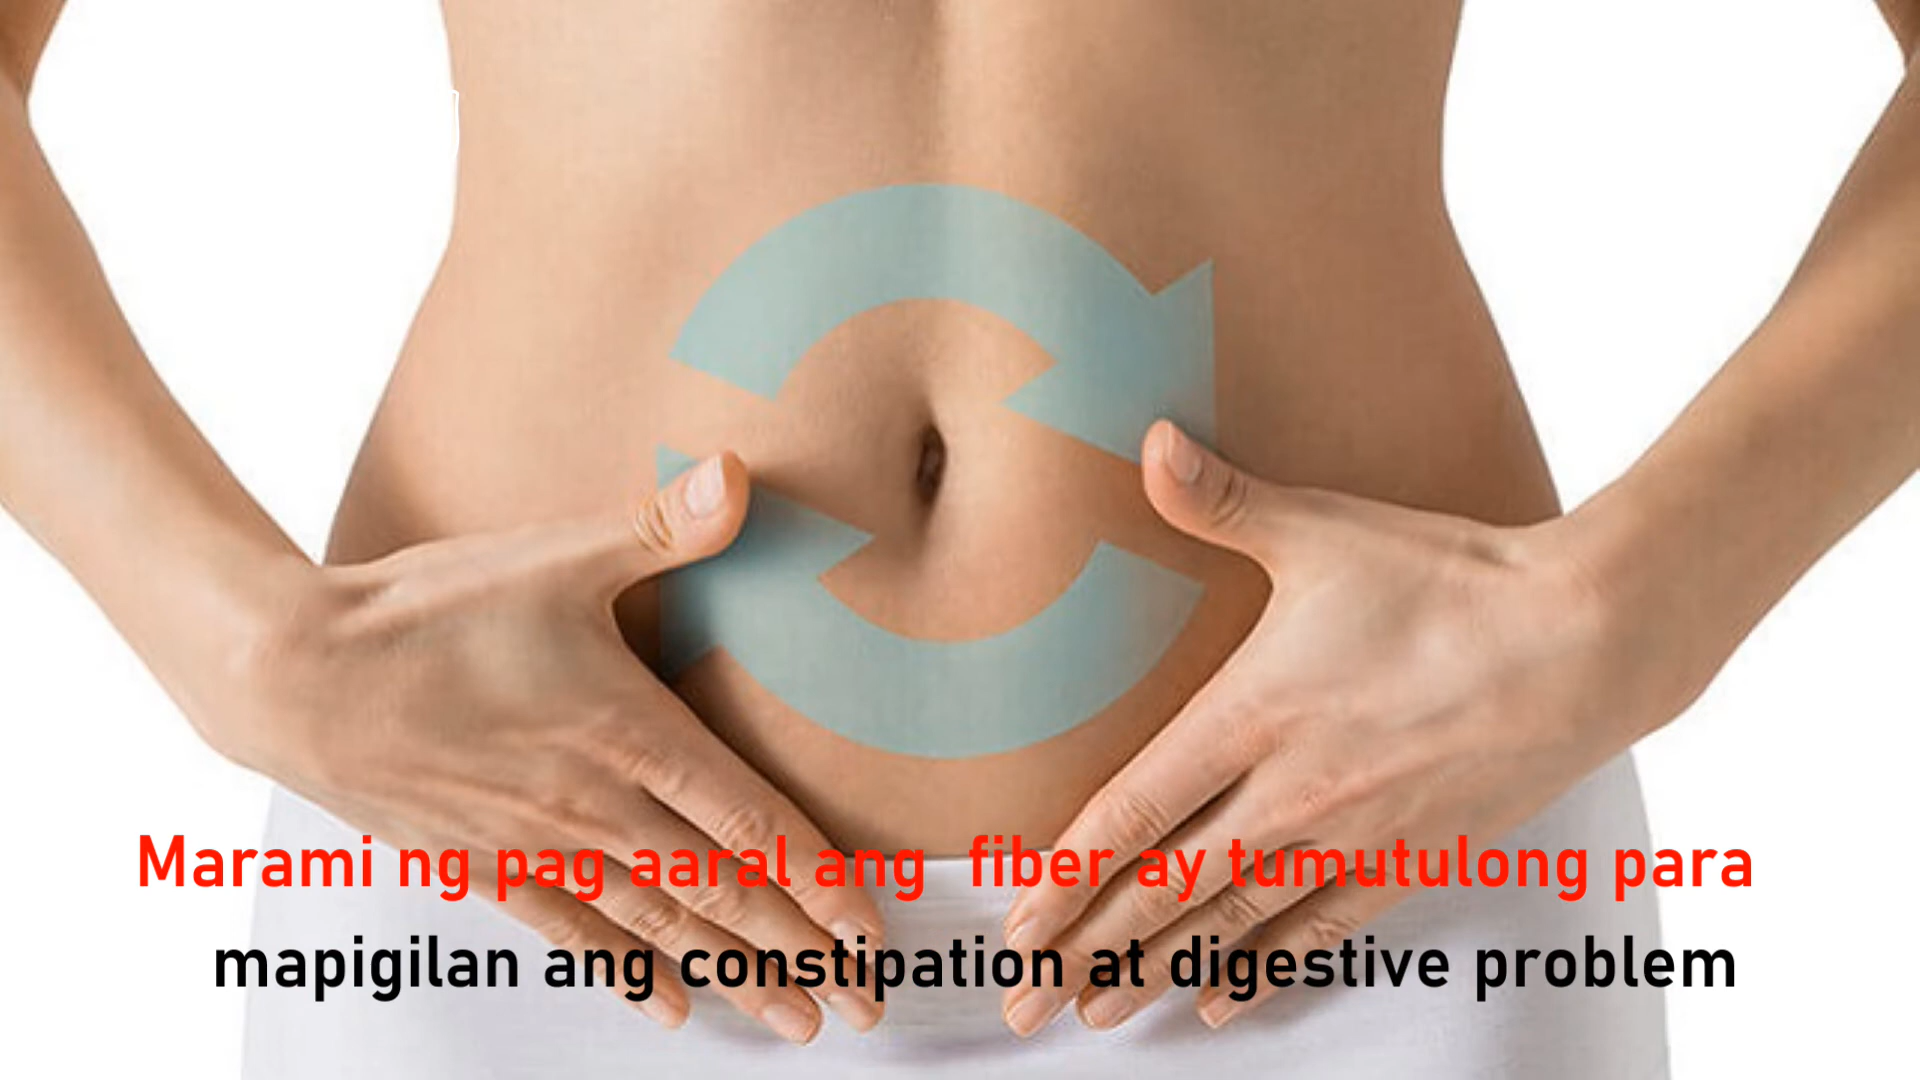 Marami ng pag aaral ang fiber ay tumutulong para
mapigilan ang constipation at digestive problem